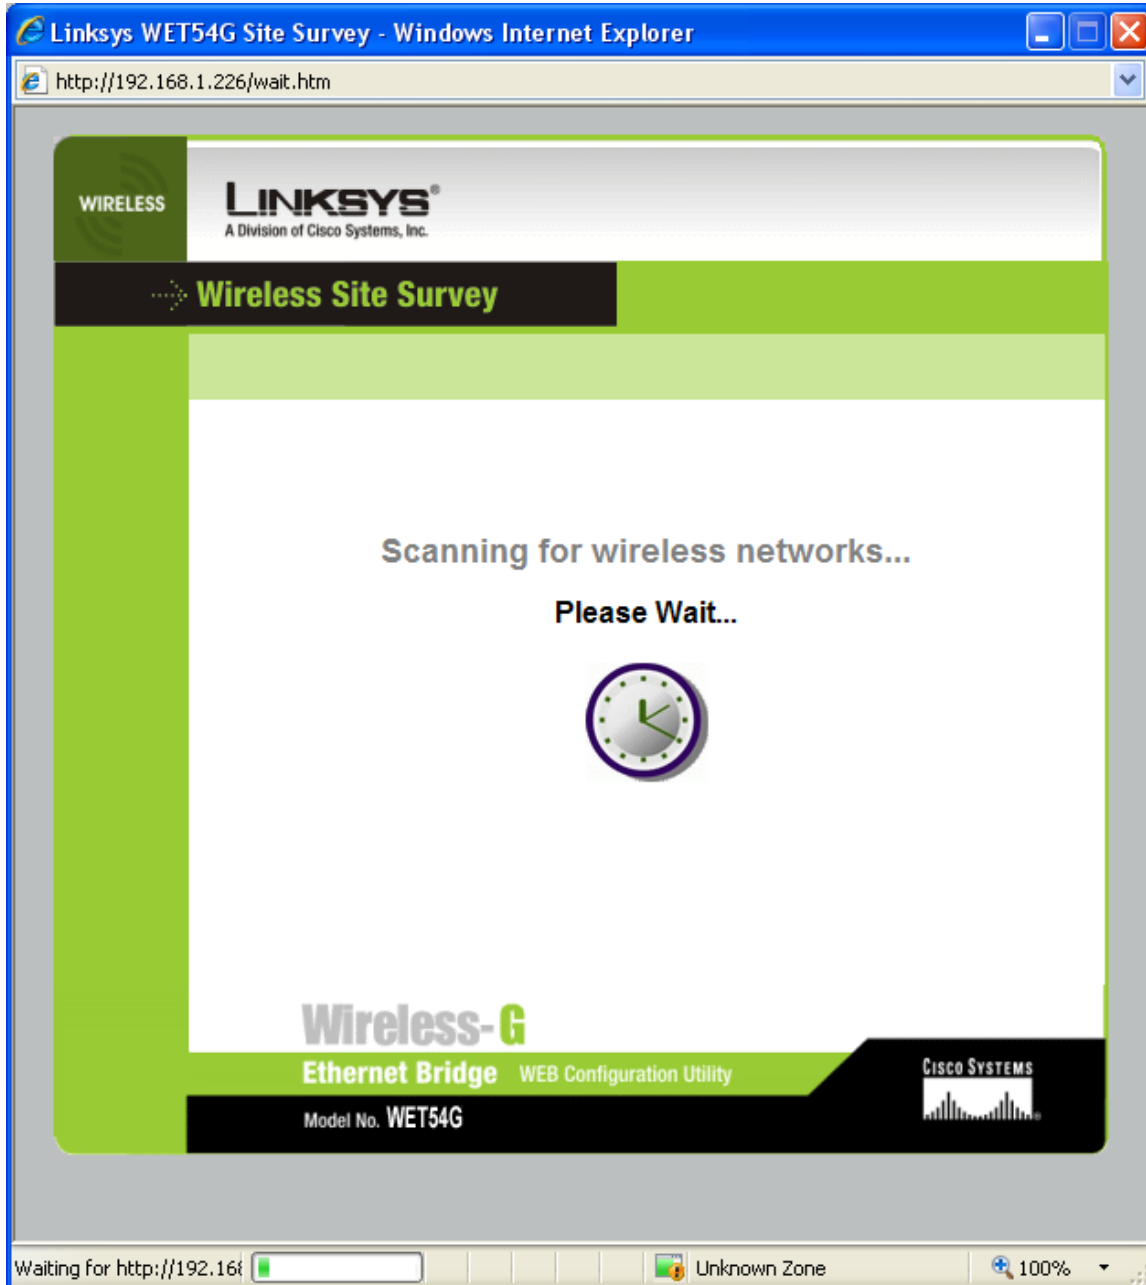 Linksys WET54G Site Survey - Windows Internet Explorer
http://192.168.1.226/wait.htm
WIRELESS
LINKSYS®
A Division of Cisco Systems, Inc.
Wireless Site Survey
Scanning for wireless networks...
Please Wait...
Wireless-G
Ethernet Bridge WEB Configuration Utility
Model No. WET54G
CISCO SYSTEMS
®
Waiting for http://192.168
Unknown Zone
100%